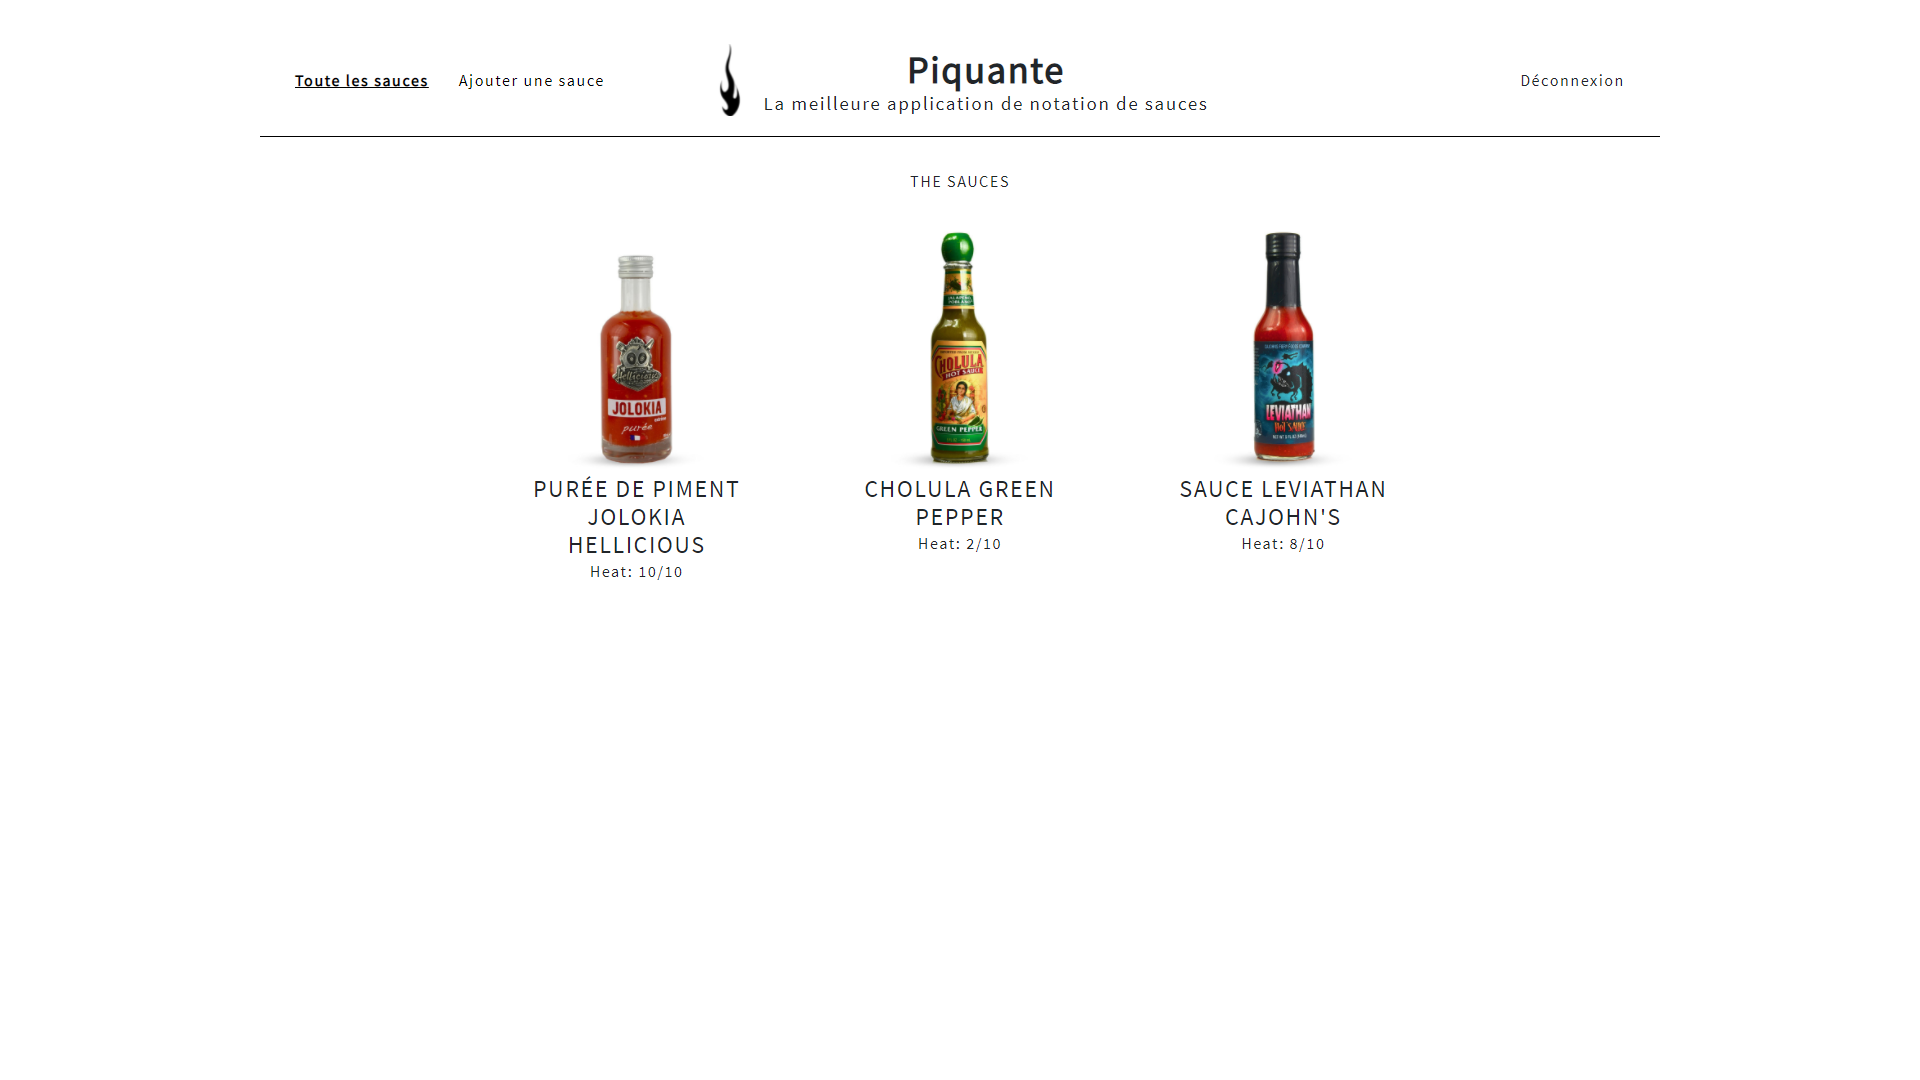 Toute les sauces
Ajouter une sauce
Piquante
La meilleure application de notation de sauces
Déconnexion
THE SAUCES
JOLOKIA
purée
CHOLULA
HOT SAUCE
GREEN PEPPER
LEVIATHAN
HOT SAUCE
PURÉE DE PIMENT
JOLOKIA
HELLICIOUS
Heat: 10/10
CHOLULA GREEN
PEPPER
Heat: 2/10
SAUCE LEVIATHAN
CAJOHN'S
Heat: 8/10